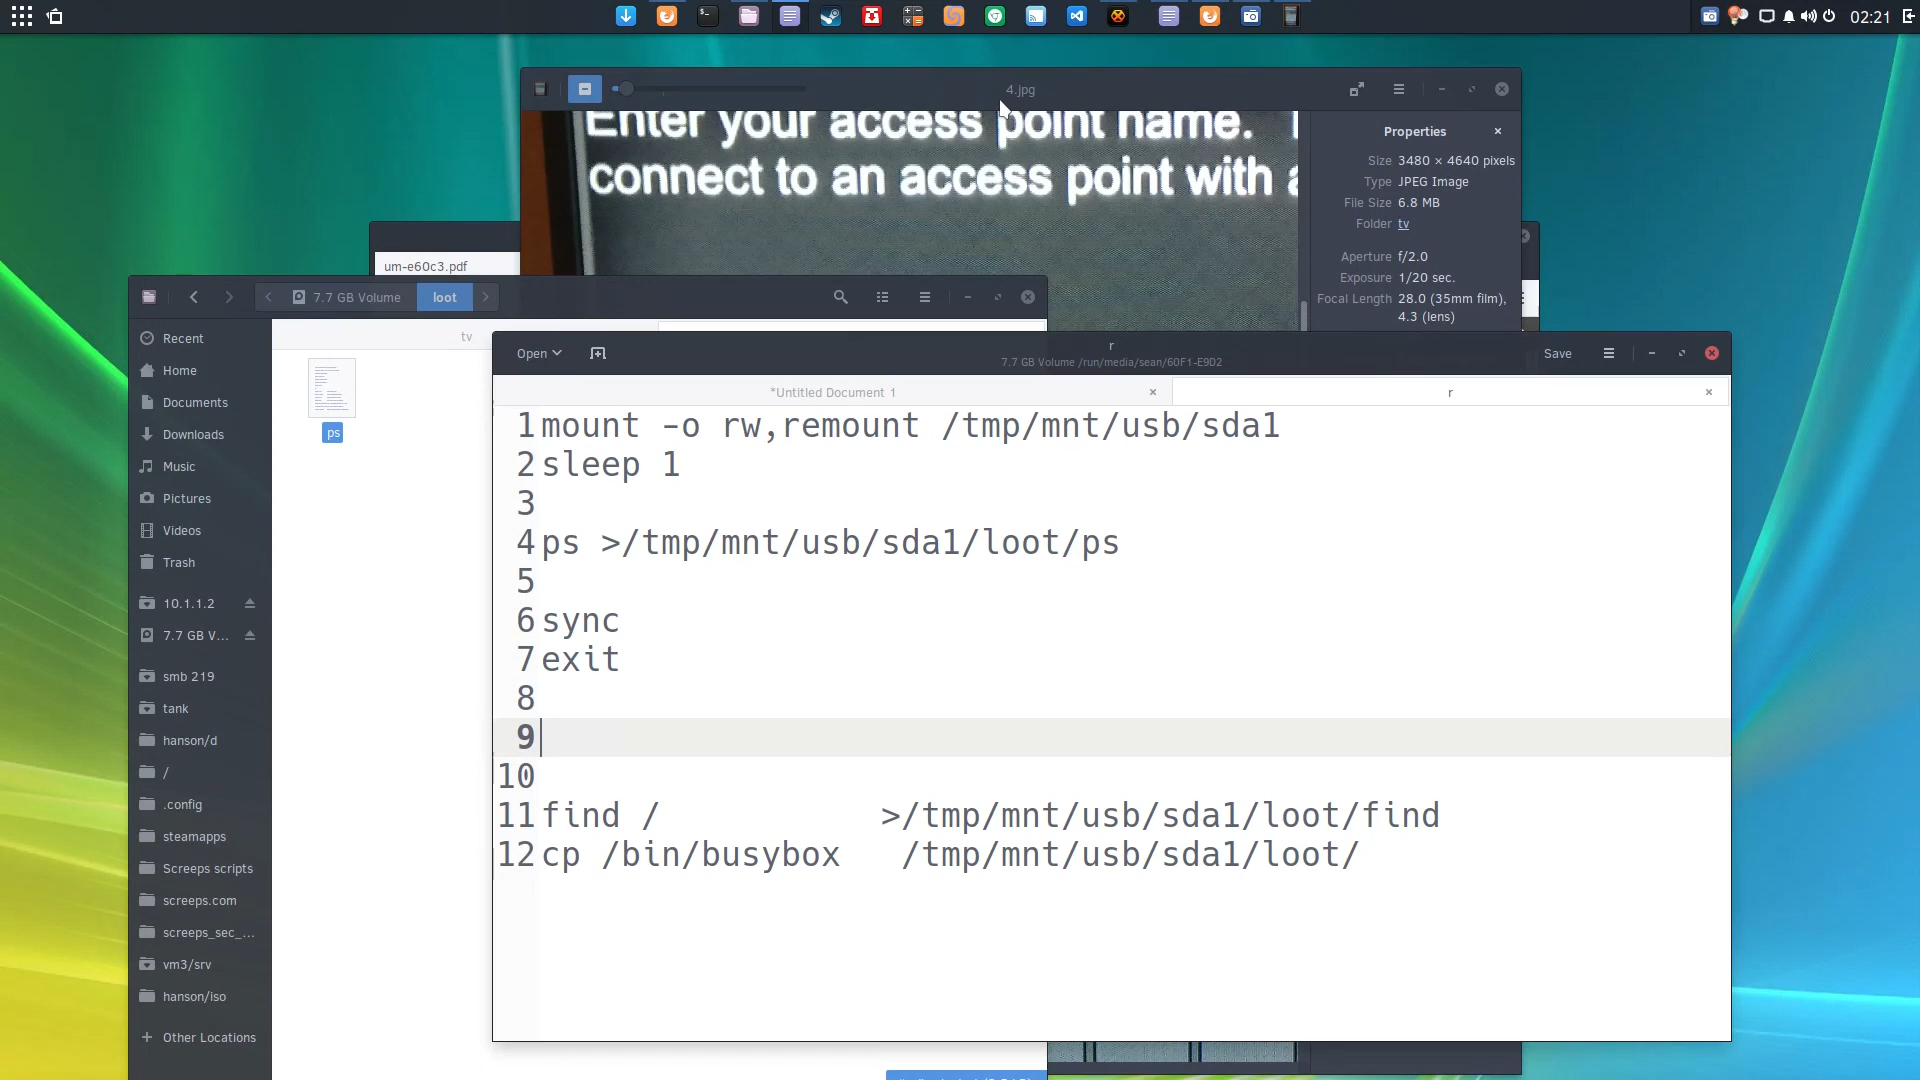 02:21
4.jpg
Enter your access point name.
connect to an access point with
Properties
Size 3480 × 4640 pixels
Type JPEG Image
File Size 6.8 MB
Folder tv
Aperture f/2.0
Exposure 1/20 sec.
Focal Length 28.0 (35mm film),
4.3 (lens)
um-e60c3.pdf
7.7 GB Volume
loot
tv
ps
Recent
Home
Documents
Downloads
Music
Pictures
Videos
Trash
10.1.1.2
7.7 GB V...
smb 219
tank
hanson/d
/
.config
steamapps
Screeps scripts
screeps.com
screeps_sec_...
vm3/srv
hanson/iso
+ Other Locations
Open
r
7.7 GB Volume /run/media/sean/60F1-E9D2
Save
*Untitled Document 1
r
1 mount -o rw,remount /tmp/mnt/usb/sda1
2 sleep 1
3
4 ps >/tmp/mnt/usb/sda1/loot/ps
5
6 sync
7 exit
8
9
10
11 find / >/tmp/mnt/usb/sda1/loot/find
12 cp /bin/busybox /tmp/mnt/usb/sda1/loot/